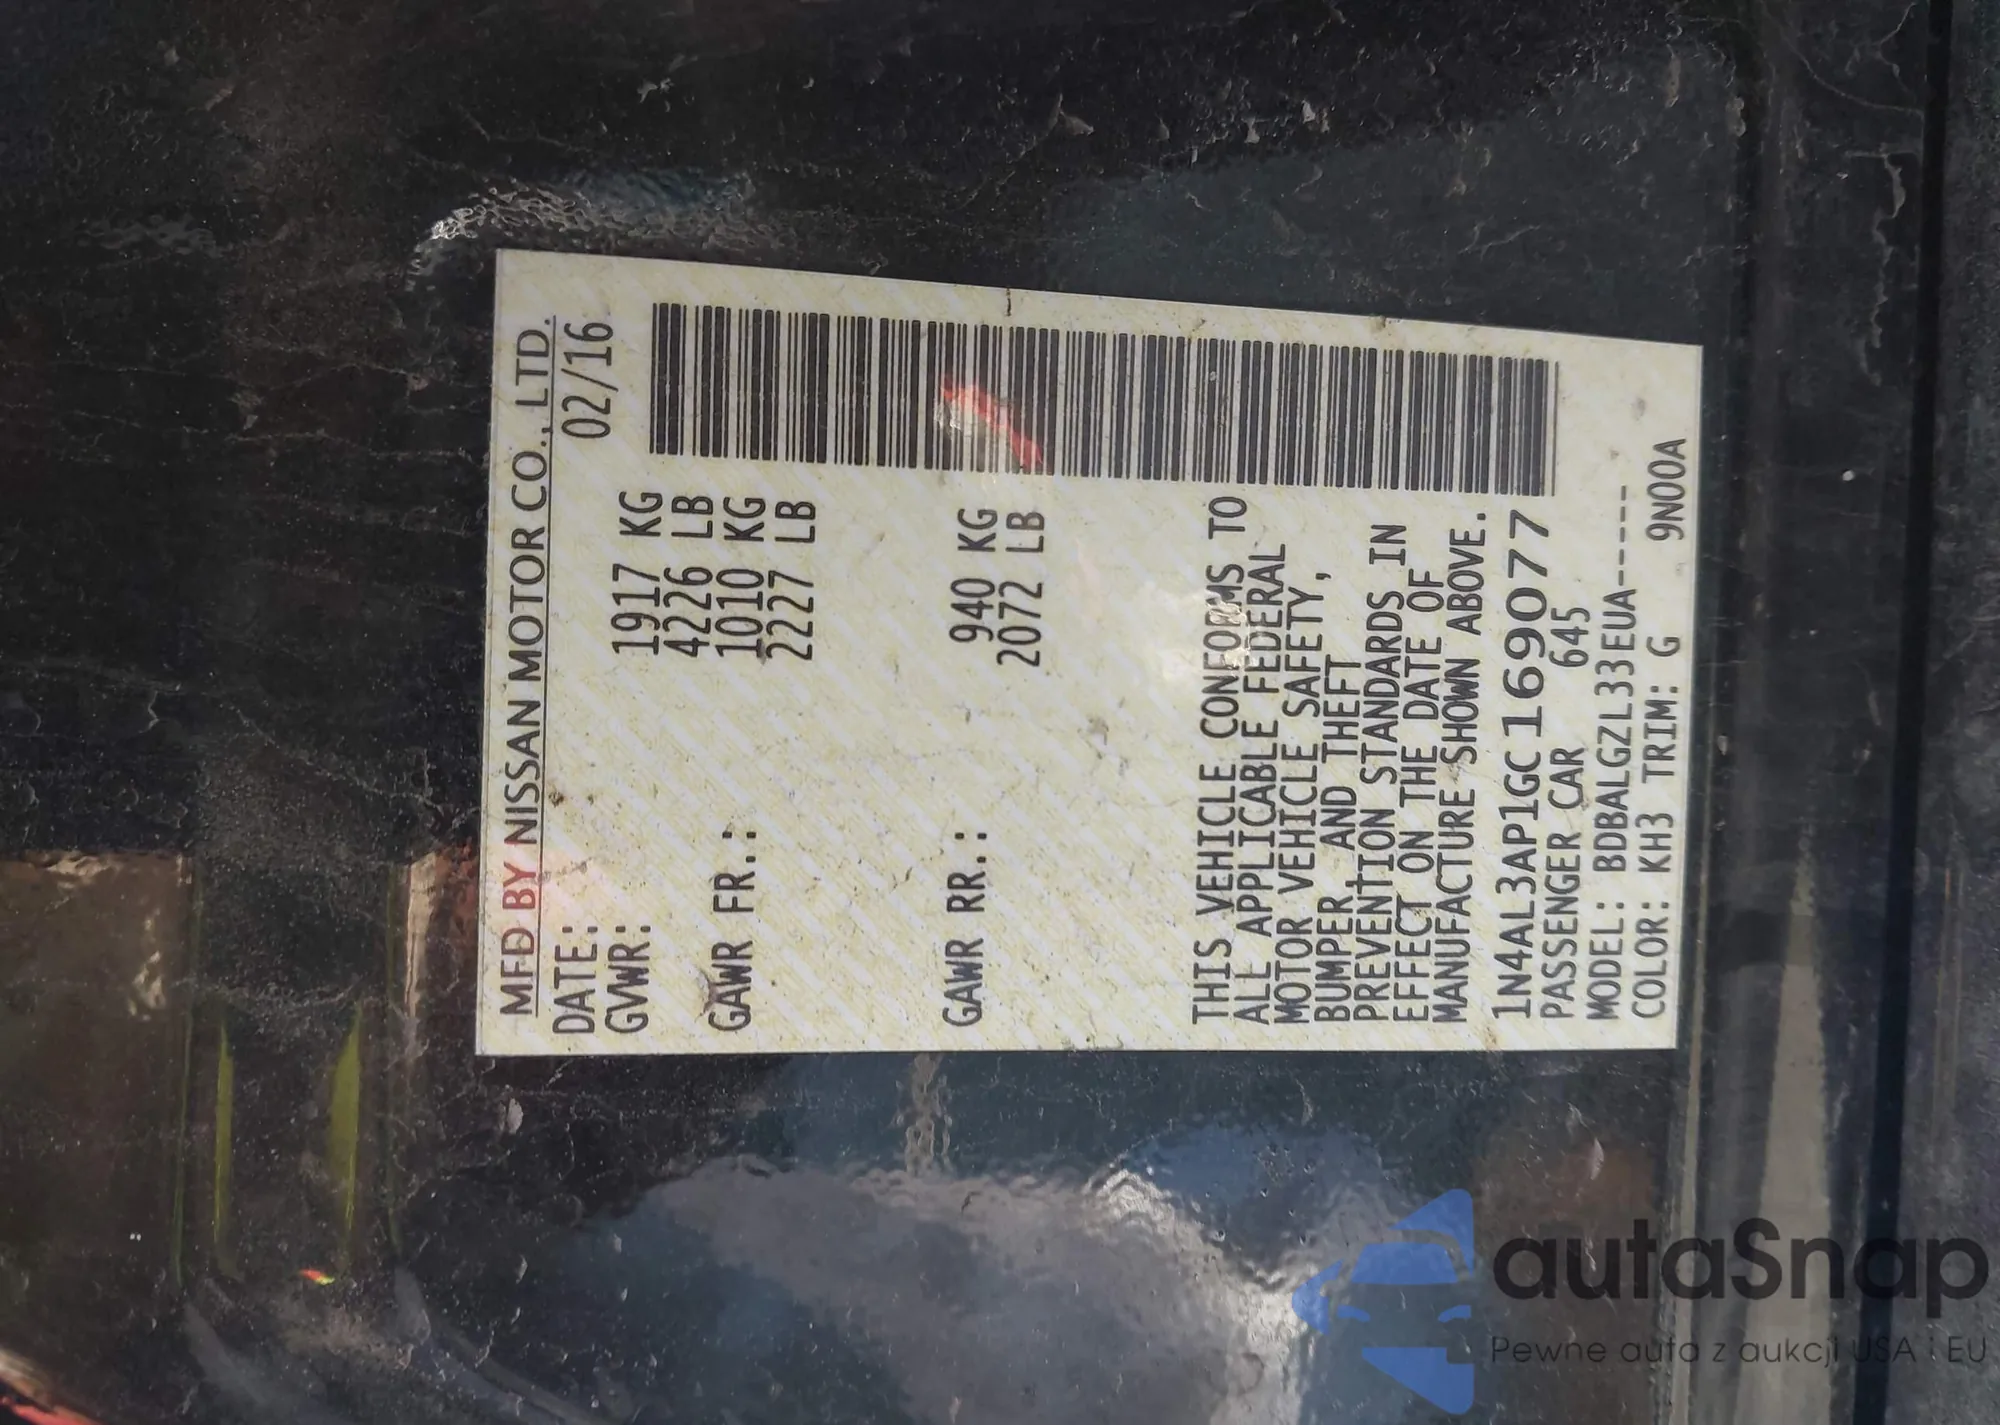 MFD BY NISSAN MOTOR CO., LTD.
DATE: 02/16
GVWR: 1917 KG
4226 LB
GAWR FR.: 1010 KG
2227 LB
GAWR RR.: 940 KG
2072 LB
THIS VEHICLE CONFORMS TO
ALL APPLICABLE FEDERAL
MOTOR VEHICLE SAFETY,
BUMPER, AND THEFT
PREVENTION STANDARDS IN
EFFECT ON THE DATE OF
MANUFACTURE SHOWN ABOVE.
1N4AL3AP1GC169077
PASSENGER CAR 645
MODEL: BDBALGZL33EUA-----
COLOR: KH3 TRIM: G 9N00A
autaSnap
Pewne auta z aukcji USA i EU